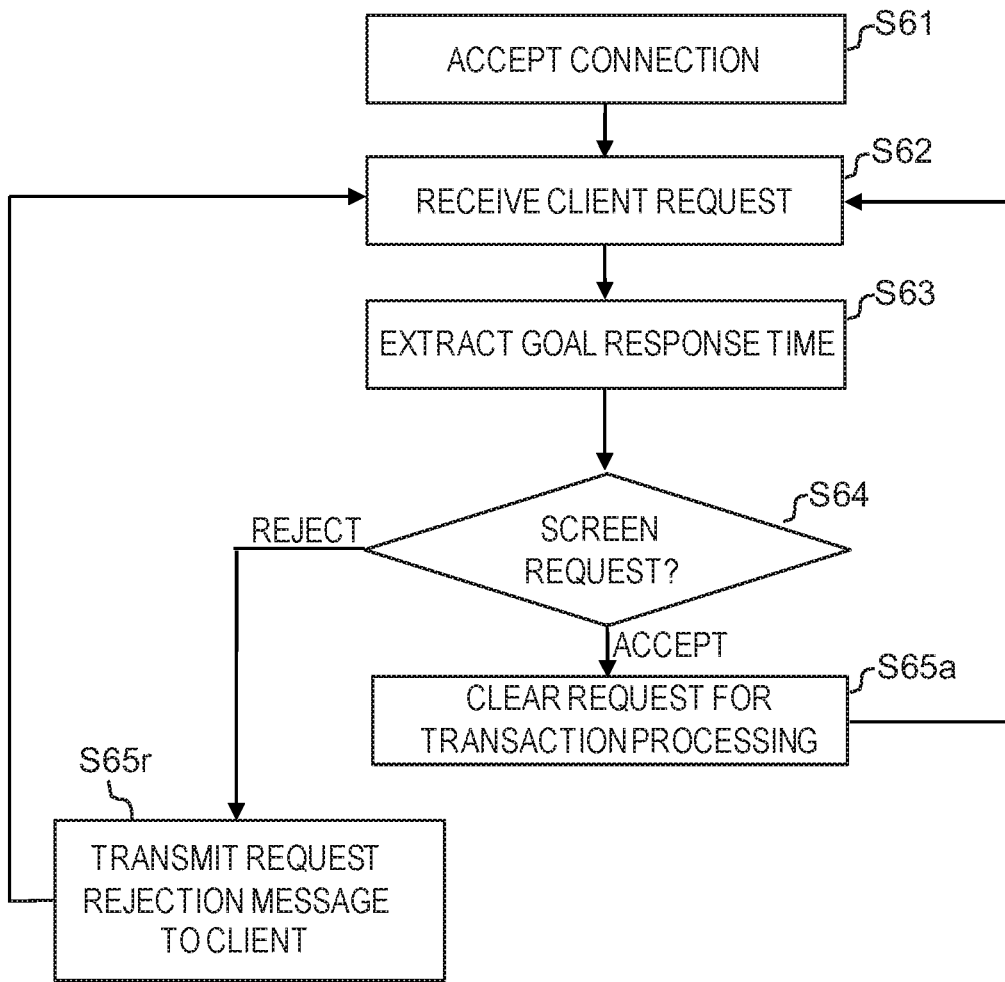 S61
ACCEPT CONNECTION
S62
RECEIVE CLIENT REQUEST
S63
EXTRACT GOAL RESPONSE TIME
S64
SCREEN
REQUEST?
REJECT
ACCEPT
S65a
CLEAR REQUEST FOR
TRANSACTION PROCESSING
S65r
TRANSMIT REQUEST
REJECTION MESSAGE
TO CLIENT